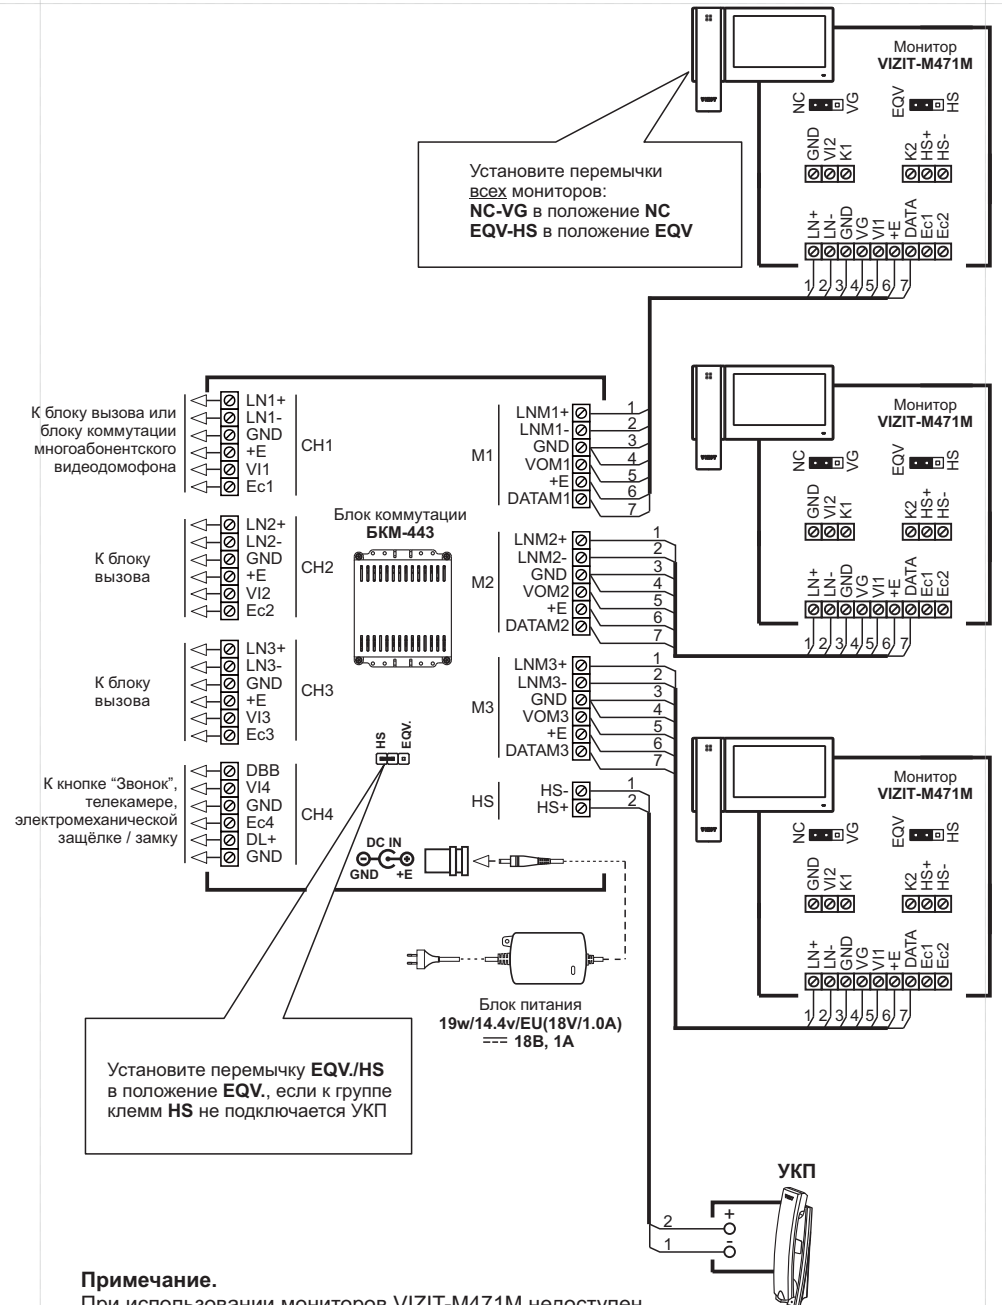 Монитор
VIZIT-M471M
NC
VG
EQV
HS
GND
VI2
K1
K2
HS+
HS-
LN+
LN-
GND
VG
VI1
+E
DATA
Ec1
Ec2
1 2 3 4 5 6 7
Установите перемычки
всех мониторов:
NC-VG в положение NC
EQV-HS в положение EQV
К блоку вызова или
блоку коммутации
многоабонентского
видеодомофона
LN1+
LN1-
GND
+E
VI1
Ec1
CH1
К блоку
вызова
LN2+
LN2-
GND
+E
VI2
Ec2
CH2
К блоку
вызова
LN3+
LN3-
GND
+E
VI3
Ec3
CH3
К кнопке “Звонок”,
телекамере,
электромеханической
защёлке / замку
DBB
VI4
GND
Ec4
DL+
GND
CH4
Блок коммутации
БКМ-443
HS
EQV.
DC IN
GND
+E
M1
LNM1+
LNM1-
GND
VOM1
+E
DATAM1
1
2
3
4
5
6
7
M2
LNM2+
LNM2-
GND
VOM2
+E
DATAM2
1
2
3
4
5
6
7
M3
LNM3+
LNM3-
GND
VOM3
+E
DATAM3
1
2
3
4
5
6
7
HS
HS-
HS+
1
2
Монитор
VIZIT-M471M
NC
VG
EQV
HS
GND
VI2
K1
K2
HS+
HS-
LN+
LN-
GND
VG
VI1
+E
DATA
Ec1
Ec2
1 2 3 4 5 6 7
Монитор
VIZIT-M471M
NC
VG
EQV
HS
GND
VI2
K1
K2
HS+
HS-
LN+
LN-
GND
VG
VI1
+E
DATA
Ec1
Ec2
1 2 3 4 5 6 7
Блок питания
19w/14.4v/EU(18V/1.0A)
18В, 1А
Установите перемычку EQV./HS
в положение EQV., если к группе
клемм HS не подключается УКП
УКП
2
+
1
-
Примечание.
При использовании мониторов VIZIT-M471M недоступен